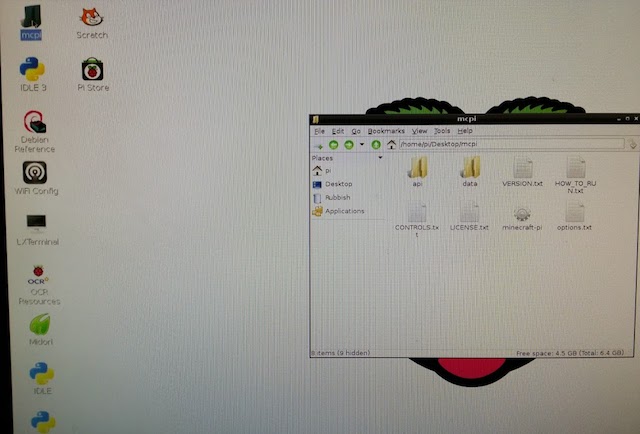 mcpi
Scratch
IDLE 3
Pi Store
Debian
Reference
WiFi Config
LXTerminal
OCR
OCR
Resources
Midori
IDLE
mcpi
File Edit Go Bookmarks View Tools Help
/home/pi/Desktop/mcpi
Places
pi
Desktop
Rubbish
Applications
api
data
VERSION.txt
HOW_TO_RU
N.txt
CONTROLS.tx
t
LICENSE.txt
minecraft-pi
options.txt
8 items (9 hidden)
Free space: 4.5 GB (Total: 6.4 GB)